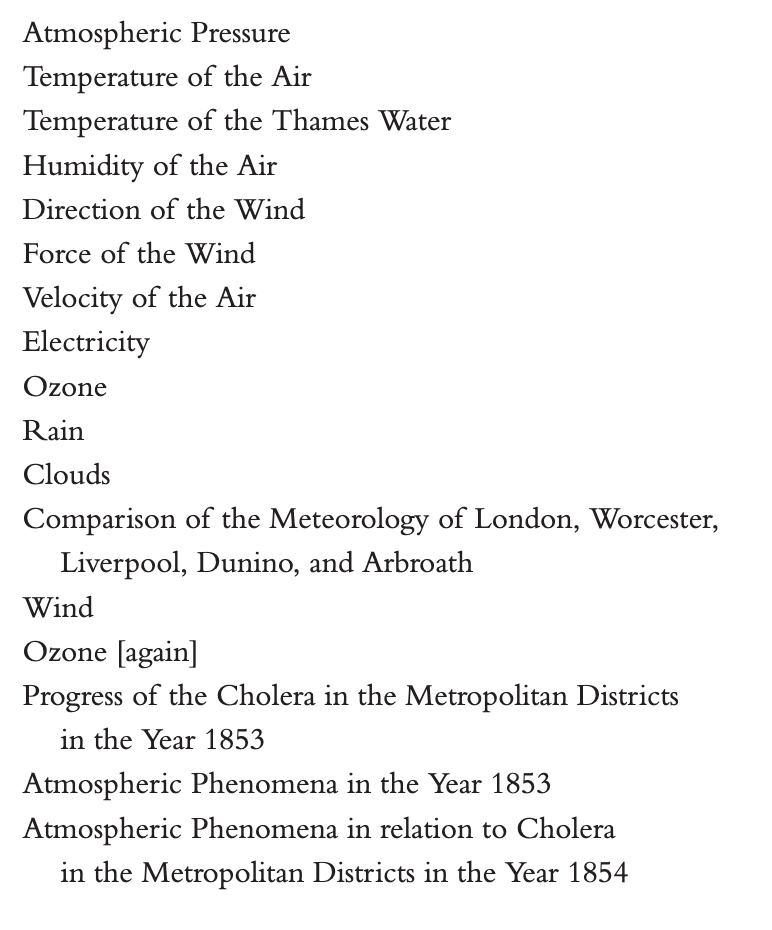 Atmospheric Pressure
Temperature of the Air
Temperature of the Thames Water
Humidity of the Air
Direction of the Wind
Force of the Wind
Velocity of the Air
Electricity
Ozone
Rain
Clouds
Comparison of the Meteorology of London, Worcester,
Liverpool, Dunino, and Arbroath
Wind
Ozone [again]
Progress of the Cholera in the Metropolitan Districts
in the Year 1853
Atmospheric Phenomena in the Year 1853
Atmospheric Phenomena in relation to Cholera
in the Metropolitan Districts in the Year 1854